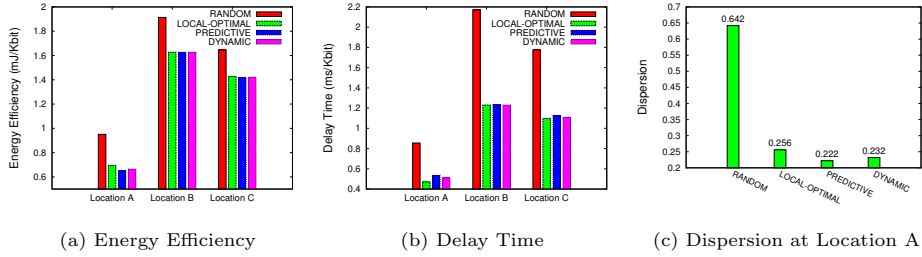 RANDOM
LOCAL-OPTIMAL
PREDICTIVE
DYNAMIC
Energy Efficiency (mJ/Kbit)
2
1.8
1.6
1.4
1.2
1
0.8
0.6
Location A Location B Location C
(a) Energy Efficiency
RANDOM
LOCAL-OPTIMAL
PREDICTIVE
DYNAMIC
Delay Time (ms/Kbit)
2.2
2
1.8
1.6
1.4
1.2
1
0.8
0.6
0.4
Location A Location B Location C
(b) Delay Time
Dispersion
0.7
0.65
0.6
0.55
0.5
0.45
0.4
0.35
0.3
0.25
0.2
0.642
0.256
0.222
0.232
RANDOM
LOCAL-OPTIMAL
PREDICTIVE
DYNAMIC
(c) Dispersion at Location A